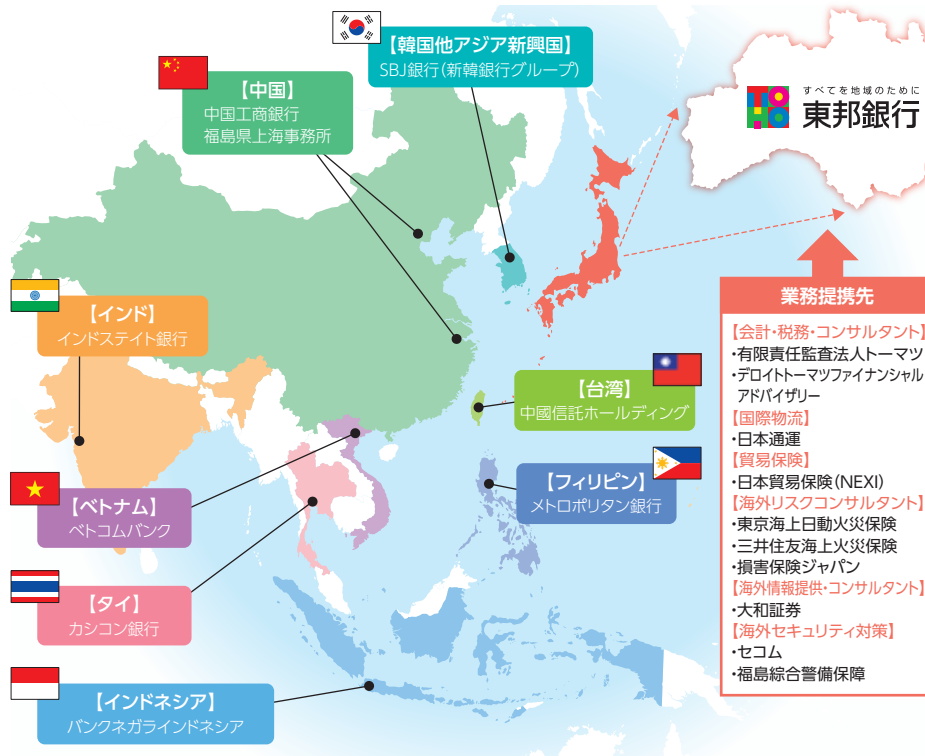 【韓国他アジア新興国】
SBJ銀行(新韓銀行グループ)
【中国】
中国工商銀行
福島県上海事務所
すべてを地域のために
東邦銀行
【インド】
インドステイト銀行
【台湾】
中國信託ホールディング
【ベトナム】
ベトコムバンク
【フィリピン】
メトロポリタン銀行
【タイ】
カシコン銀行
【インドネシア】
バンクネガラインドネシア
業務提携先
【会計・税務・コンサルタント】
・有限責任監査法人トーマツ
・デロイトトーマツファイナンシャル
アドバイザリー
【国際物流】
・日本通運
【貿易保険】
・日本貿易保険(NEXI)
【海外リスクコンサルタント】
・東京海上日動火災保険
・三井住友海上火災保険
・損害保険ジャパン
【海外情報提供・コンサルタント】
・大和証券
【海外セキュリティ対策】
・セコム
・福島綜合警備保障